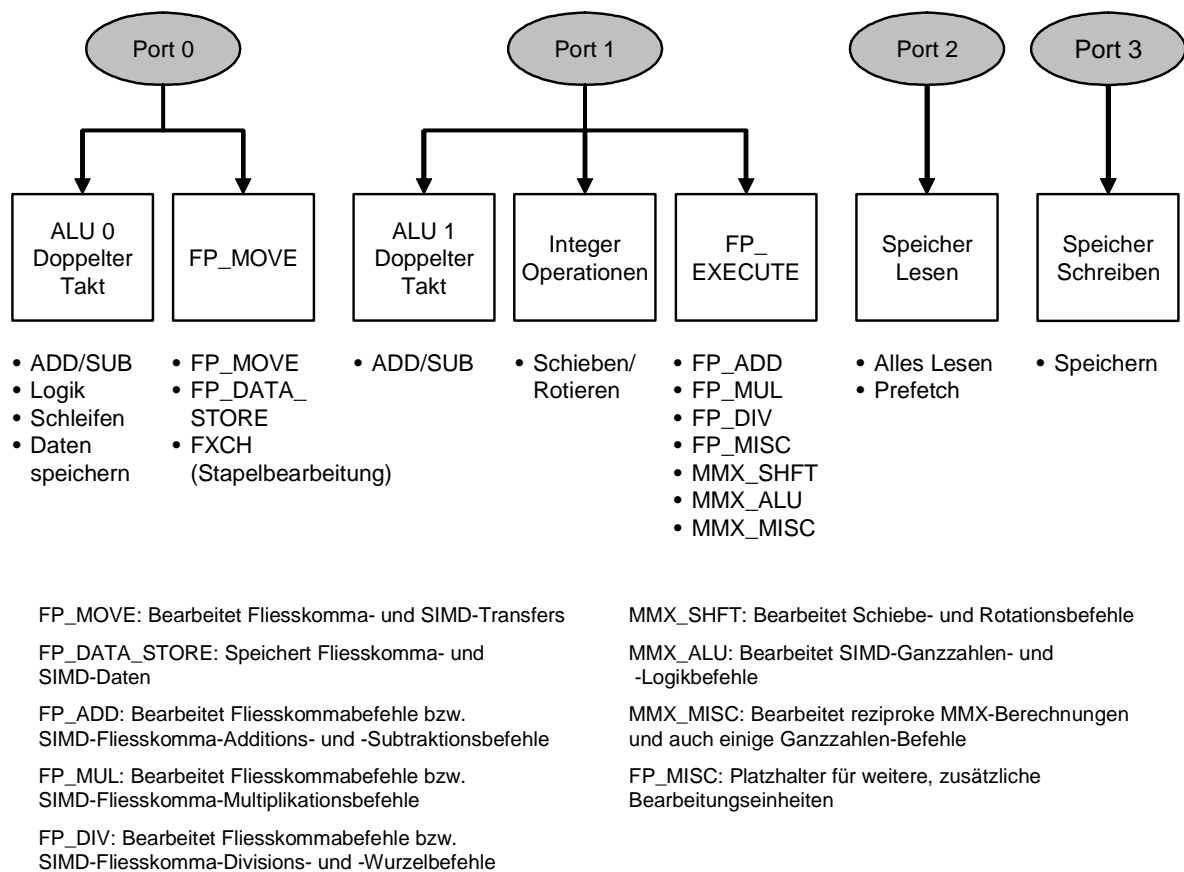 Port 0
Port 1
Port 2
Port 3
ALU 0
Doppelter
Takt
FP_MOVE
ALU 1
Doppelter
Takt
Integer
Operationen
FP_
EXECUTE
Speicher
Lesen
Speicher
Schreiben
• ADD/SUB
• Logik
• Schleifen
• Daten
speichern
• FP_MOVE
• FP_DATA_
STORE
• FXCH
(Stapelbearbeitung)
• ADD/SUB
• Schieben/
Rotieren
• FP_ADD
• FP_MUL
• FP_DIV
• FP_MISC
• MMX_SHFT
• MMX_ALU
• MMX_MISC
• Alles Lesen
• Prefetch
• Speichern
FP_MOVE: Bearbeitet Fliesskomma- und SIMD-Transfers
FP_DATA_STORE: Speichert Fliesskomma- und
SIMD-Daten
FP_ADD: Bearbeitet Fliesskommabefehle bzw.
SIMD-Fliesskomma-Additions- und -Subtraktionsbefehle
FP_MUL: Bearbeitet Fliesskommabefehle bzw.
SIMD-Fliesskomma-Multiplikationsbefehle
FP_DIV: Bearbeitet Fliesskommabefehle bzw.
SIMD-Fliesskomma-Divisions- und -Wurzelbefehle
MMX_SHFT: Bearbeitet Schiebe- und Rotationsbefehle
MMX_ALU: Bearbeitet SIMD-Ganzzahlen- und
-Logikbefehle
MMX_MISC: Bearbeitet reziproke MMX-Berechnungen
und auch einige Ganzzahlen-Befehle
FP_MISC: Platzhalter für weitere, zusätzliche
Bearbeitungseinheiten